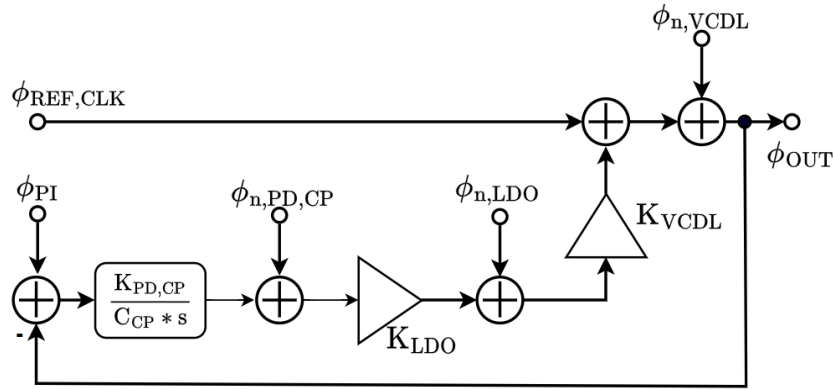 ϕn,VCDL
ϕREF,CLK
ϕOUT
ϕPI
ϕn,PD,CP
ϕn,LDO
KVCDL
KPD,CP
CCP * s
KLDO
-